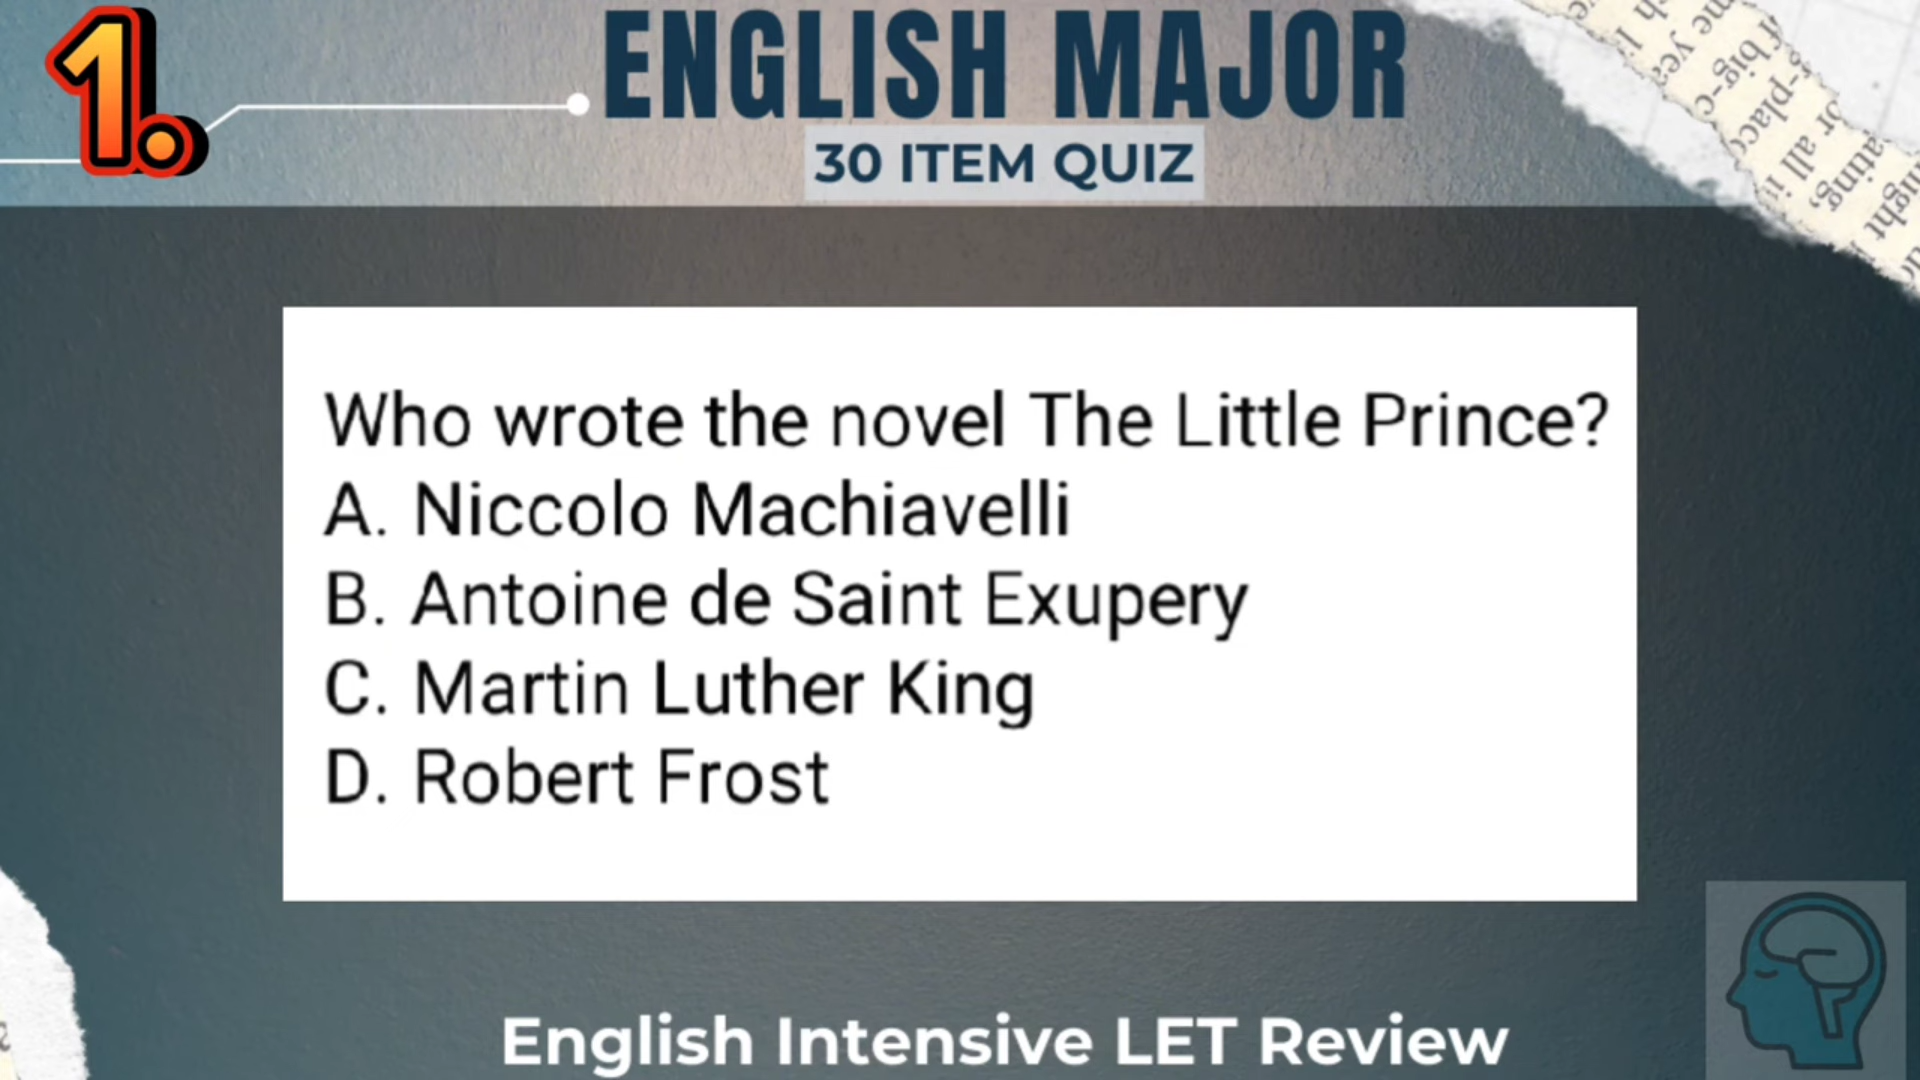 1.
ENGLISH MAJOR
30 ITEM QUIZ
Who wrote the novel The Little Prince?
A. Niccolo Machiavelli
B. Antoine de Saint Exupery
C. Martin Luther King
D. Robert Frost
English Intensive LET Review